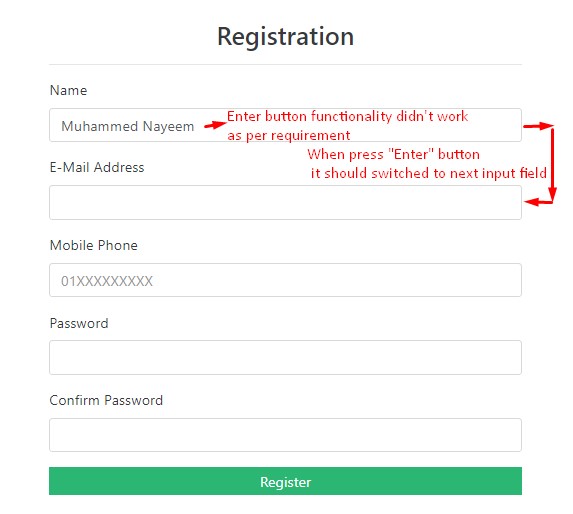 Registration
Name
Muhammed Nayeem
Enter button functionality didn't work
as per requirement
When press "Enter" button
it should switched to next input field
E-Mail Address
Mobile Phone
01XXXXXXXXX
Password
Confirm Password
Register